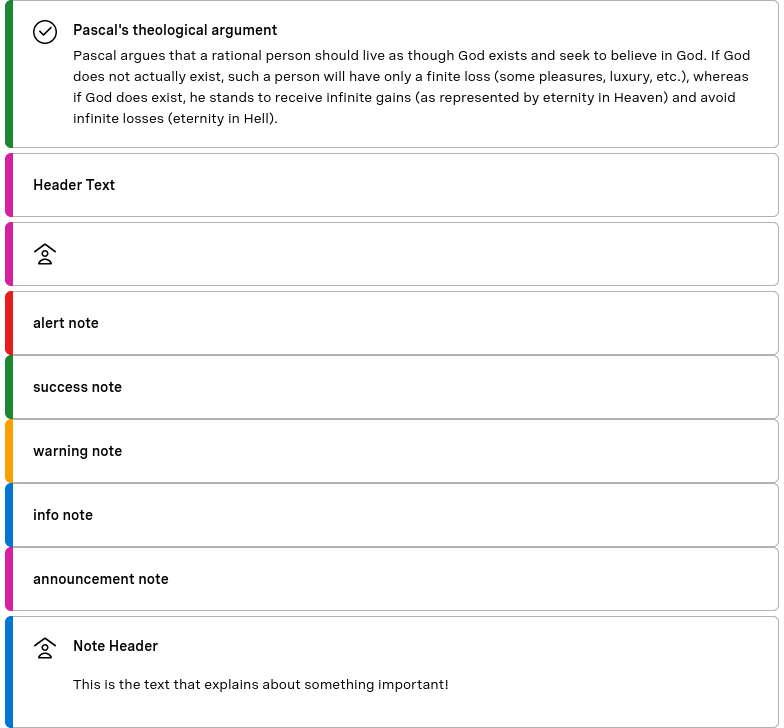 Pascal's theological argument
Pascal argues that a rational person should live as though God exists and seek to believe in God. If God
does not actually exist, such a person will have only a finite loss (some pleasures, luxury, etc.), whereas
if God does exist, he stands to receive infinite gains (as represented by eternity in Heaven) and avoid
infinite losses (eternity in Hell).
Header Text
alert note
success note
warning note
info note
announcement note
Note Header
This is the text that explains about something important!